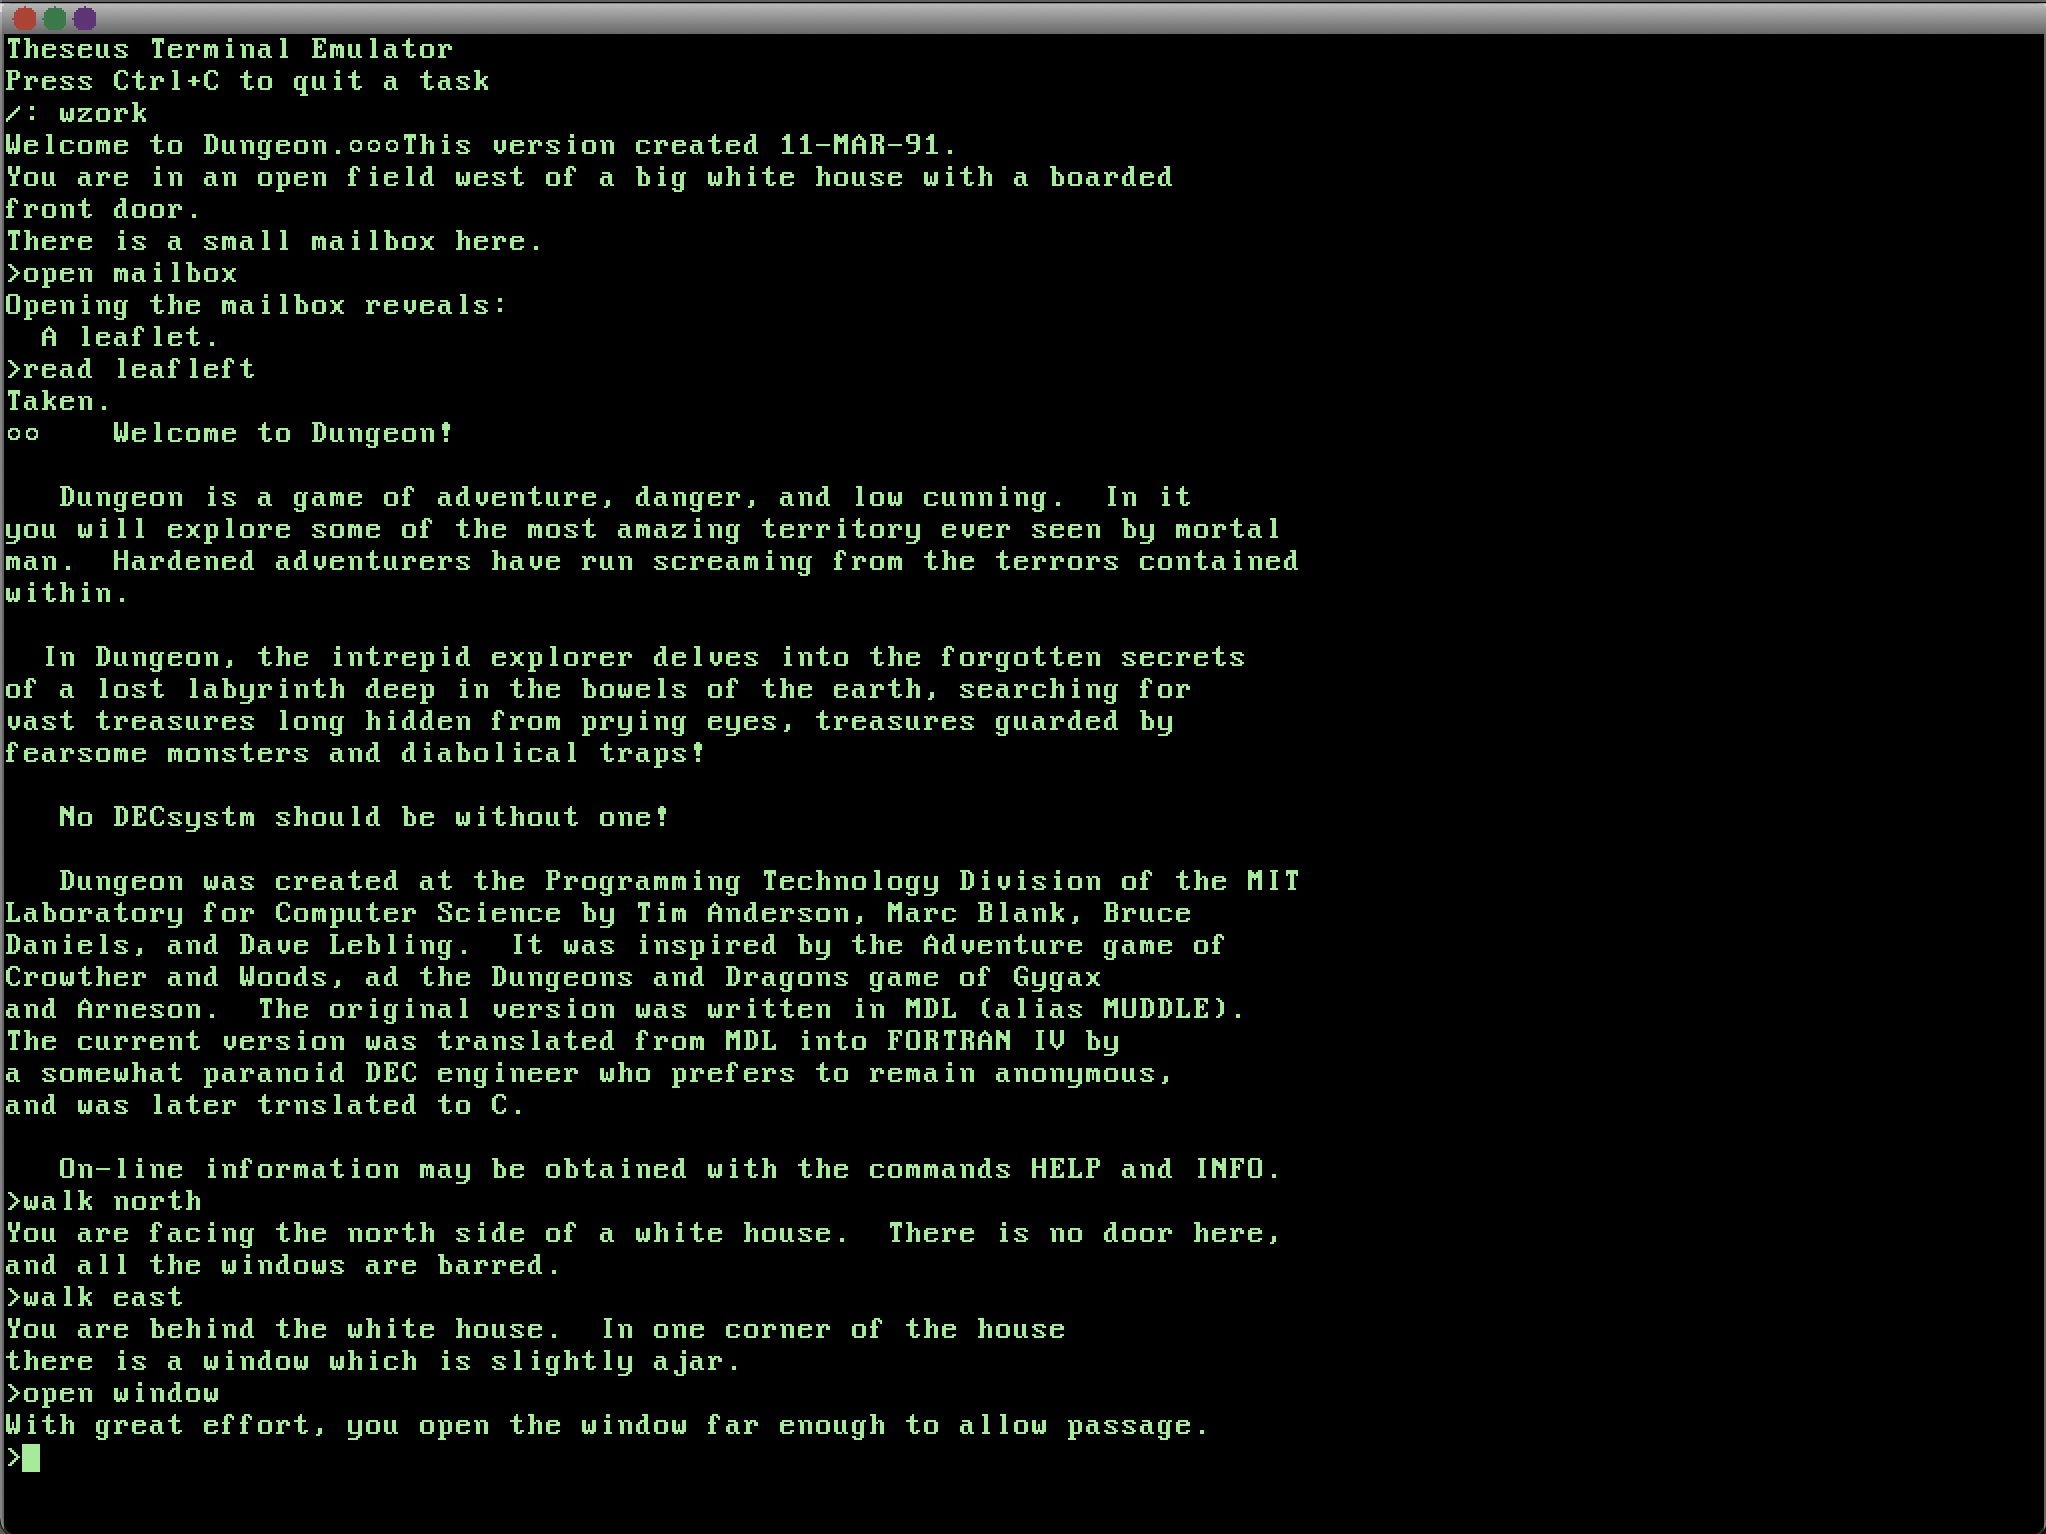 Theseus Terminal Emulator
Press Ctrl+C to quit a task
/: wzork
Welcome to Dungeon.○○○This version created 11-MAR-91.
You are in an open field west of a big white house with a boarded
front door.
There is a small mailbox here.
>open mailbox
Opening the mailbox reveals:
  A leaflet.
>read leafleft
Taken.
○○    Welcome to Dungeon!

   Dungeon is a game of adventure, danger, and low cunning.  In it
you will explore some of the most amazing territory ever seen by mortal
man.  Hardened adventurers have run screaming from the terrors contained
within.

  In Dungeon, the intrepid explorer delves into the forgotten secrets
of a lost labyrinth deep in the bowels of the earth, searching for
vast treasures long hidden from prying eyes, treasures guarded by
fearsome monsters and diabolical traps!

   No DECsystm should be without one!

   Dungeon was created at the Programming Technology Division of the MIT
Laboratory for Computer Science by Tim Anderson, Marc Blank, Bruce
Daniels, and Dave Lebling.  It was inspired by the Adventure game of
Crowther and Woods, ad the Dungeons and Dragons game of Gygax
and Arneson.  The original version was written in MDL (alias MUDDLE).
The current version was translated from MDL into FORTRAN IV by
a somewhat paranoid DEC engineer who prefers to remain anonymous,
and was later trnslated to C.

   On-line information may be obtained with the commands HELP and INFO.
>walk north
You are facing the north side of a white house.  There is no door here,
and all the windows are barred.
>walk east
You are behind the white house.  In one corner of the house
there is a window which is slightly ajar.
>open window
With great effort, you open the window far enough to allow passage.
>